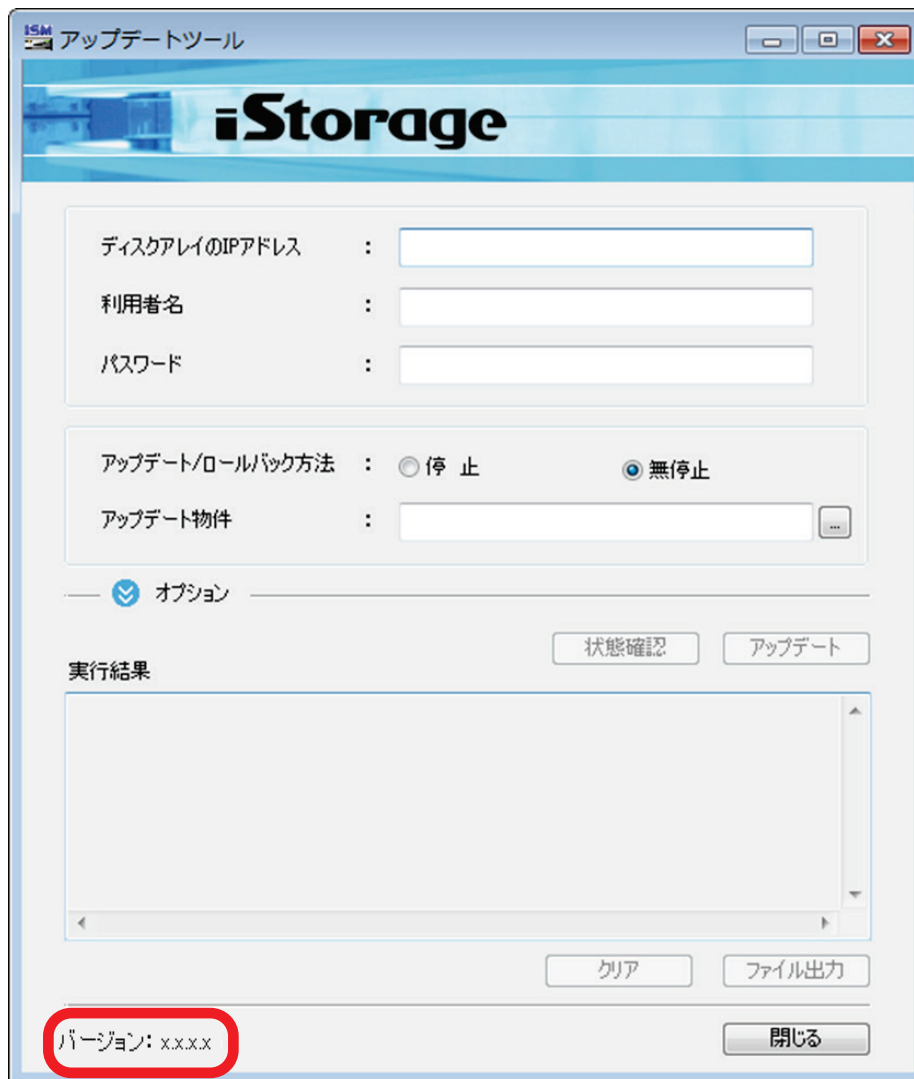 ISM アップデートツール
iStorage
ディスクアレイのIPアドレス :
利用者名 :
パスワード :
アップデート/ロールバック方法 : 停 止 無停止
アップデート物件 : ...
オプション
状態確認 アップデート
実行結果
クリア ファイル出力
バージョン: x.x.x.x 閉じる